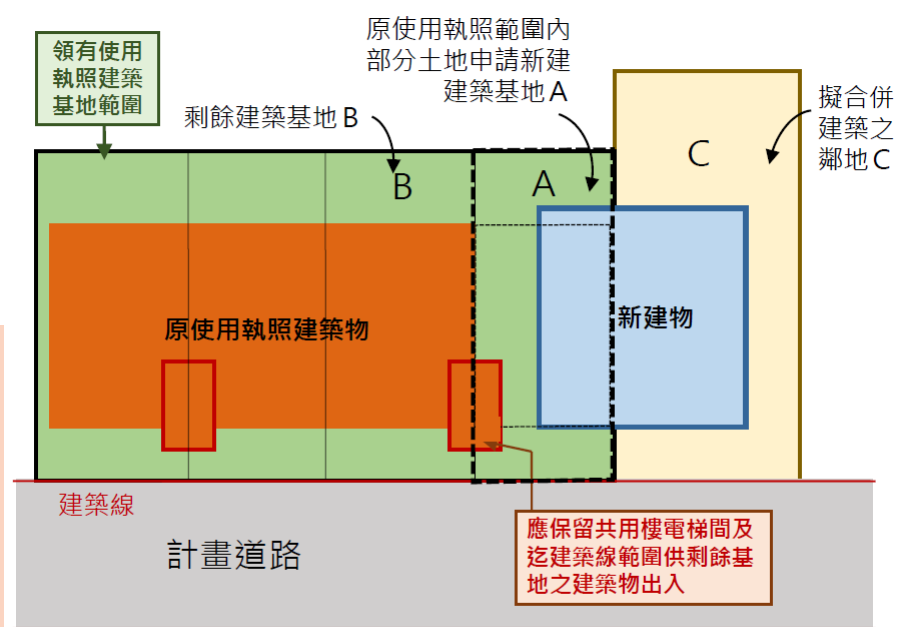 領有使用
執照建築
基地範圍
剩餘建築基地B
原使用執照範圍內
部分土地申請新建
建築基地A
擬合併
建築之
鄰地C
B
A
C
原使用執照建築物
新建物
建築線
計畫道路
應保留共用樓電梯間及
迄建築線範圍供剩餘基
地之建築物出入